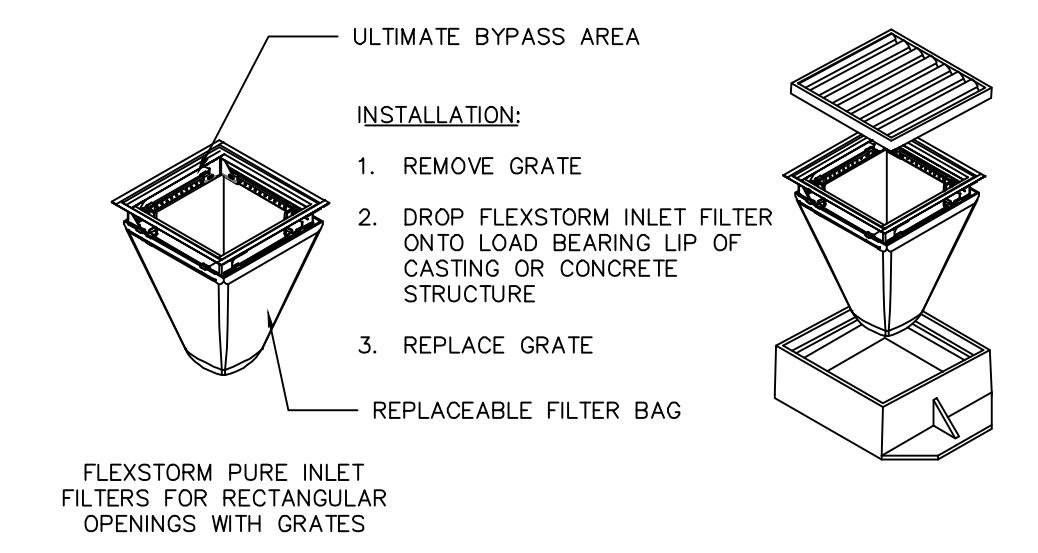 ULTIMATE BYPASS AREA
INSTALLATION:
1. REMOVE GRATE
2. DROP FLEXSTORM INLET FILTER
ONTO LOAD BEARING LIP OF
CASTING OR CONCRETE
STRUCTURE
3. REPLACE GRATE
REPLACEABLE FILTER BAG
FLEXSTORM PURE INLET
FILTERS FOR RECTANGULAR
OPENINGS WITH GRATES